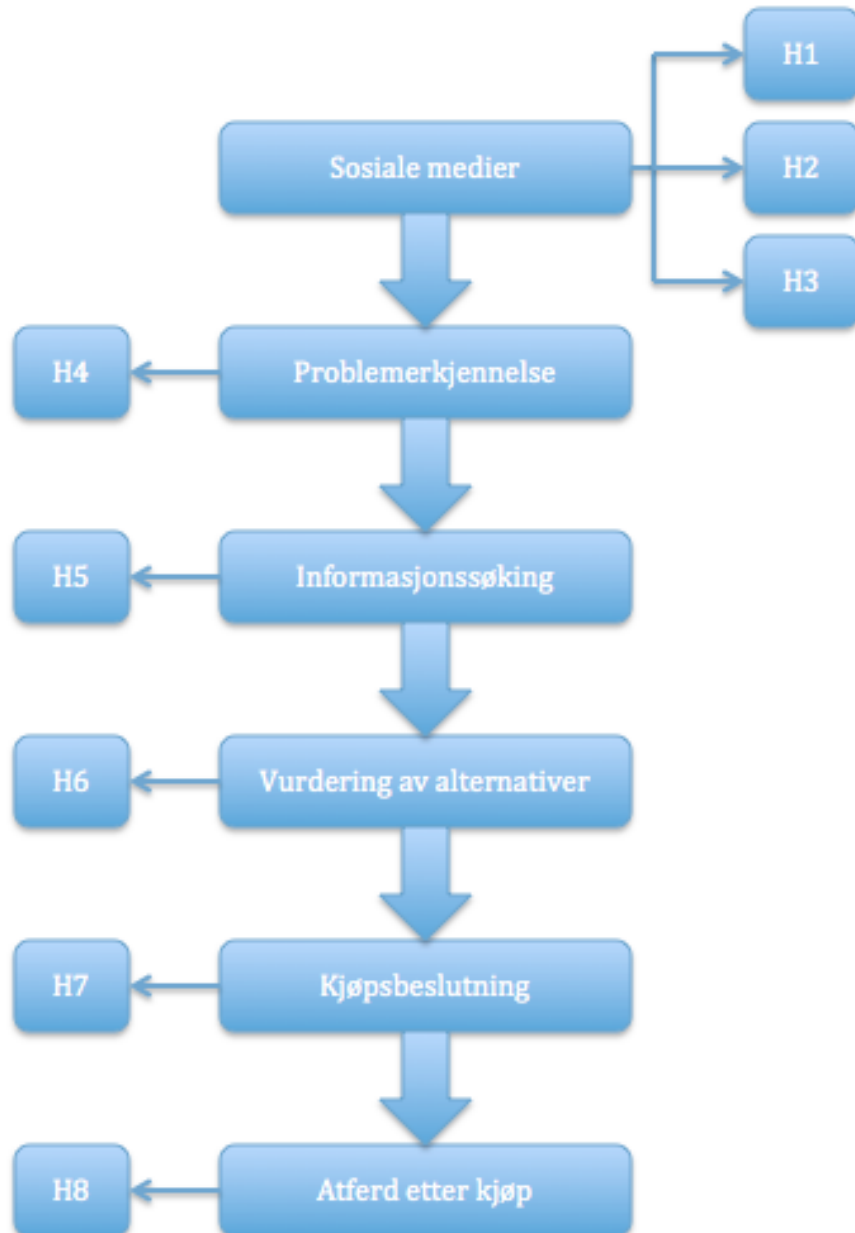 H1
Sosiale medier
H2
H3
H4
Problemerkjennelse
H5
Informasjonssøking
H6
Vurdering av alternativer
H7
Kjøpsbeslutning
H8
Atferd etter kjøp